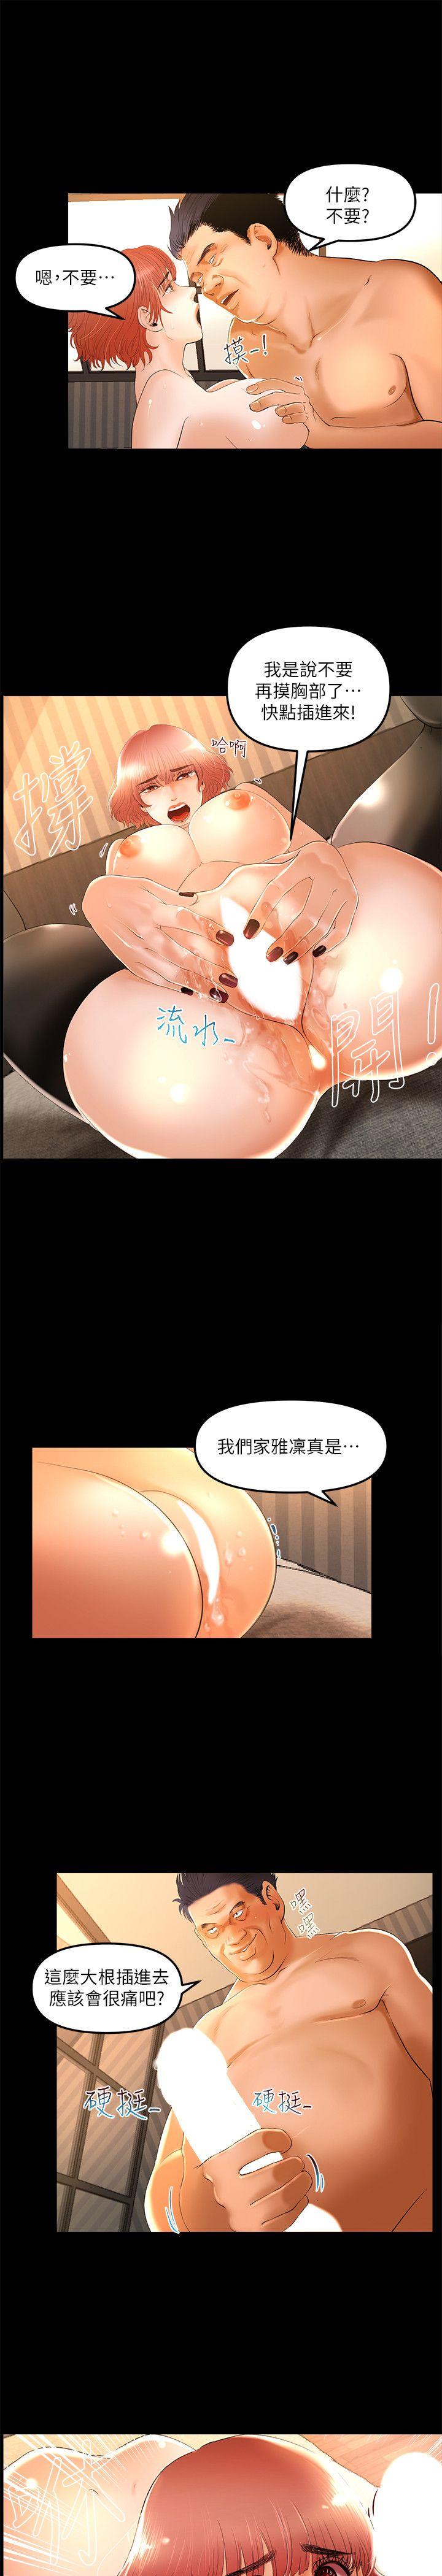 什麼?
不要?
嗯,不要…
摸-!
我是說不要
再摸胸部了…
快點插進來!
哈啊
撐
流水-
開!
我們家雅凜真是…
嘿
嘿
這麼大根插進去
應該會很痛吧?
硬挺-
硬挺-